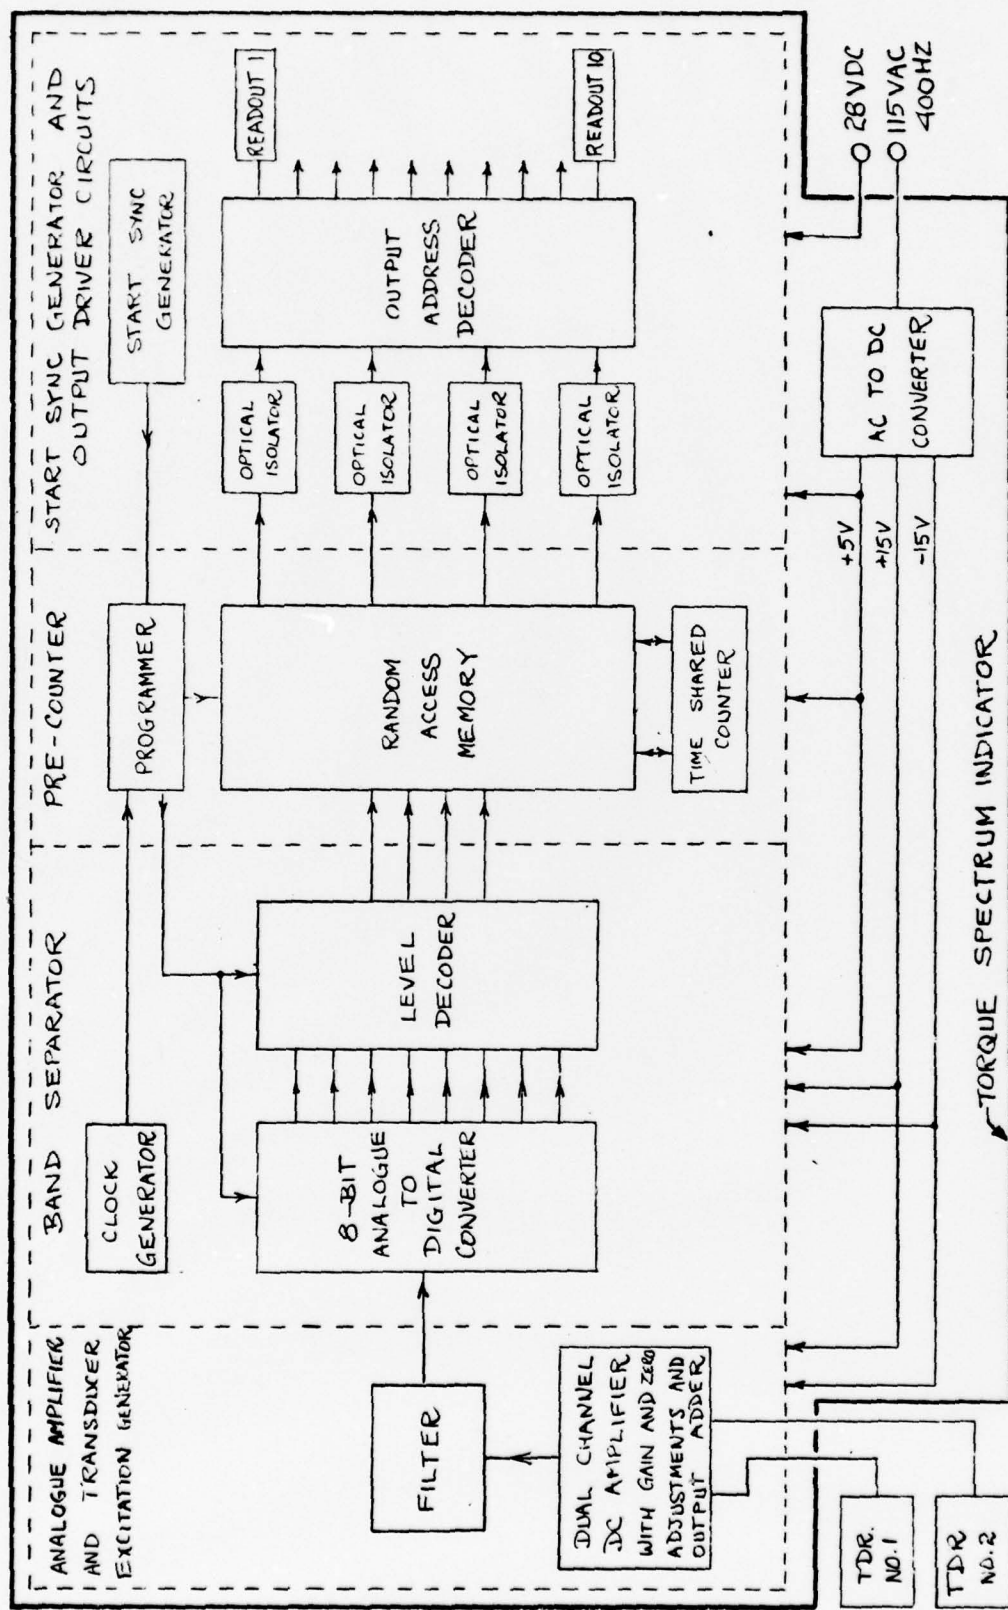 ANALOGUE AMPLIFIER
AND TRANSDUCER
EXCITATION GENERATOR
BAND SEPARATOR
PRE-COUNTER
START SYNC GENERATOR AND
OUTPUT DRIVER CIRCUITS
CLOCK
GENERATOR
PROGRAMMER
START SYNC
GENERATOR
FILTER
8-BIT
ANALOGUE
TO
DIGITAL
CONVERTER
LEVEL
DECODER
RANDOM
ACCESS
MEMORY
OPTICAL
ISOLATOR
OPTICAL
ISOLATOR
OPTICAL
ISOLATOR
OPTICAL
ISOLATOR
OUTPUT
ADDRESS
DECODER
READOUT 1
READOUT 10
DUAL CHANNEL
DC AMPLIFIER
WITH GAIN AND ZERO
ADJUSTMENTS AND
OUTPUT ADDER
TIME SHARED
COUNTER
TDR.
NO.1
TDR
NO.2
+5V
+15V
-15V
AC TO DC
CONVERTER
28VDC
115VAC
400HZ
TORQUE SPECTRUM INDICATOR